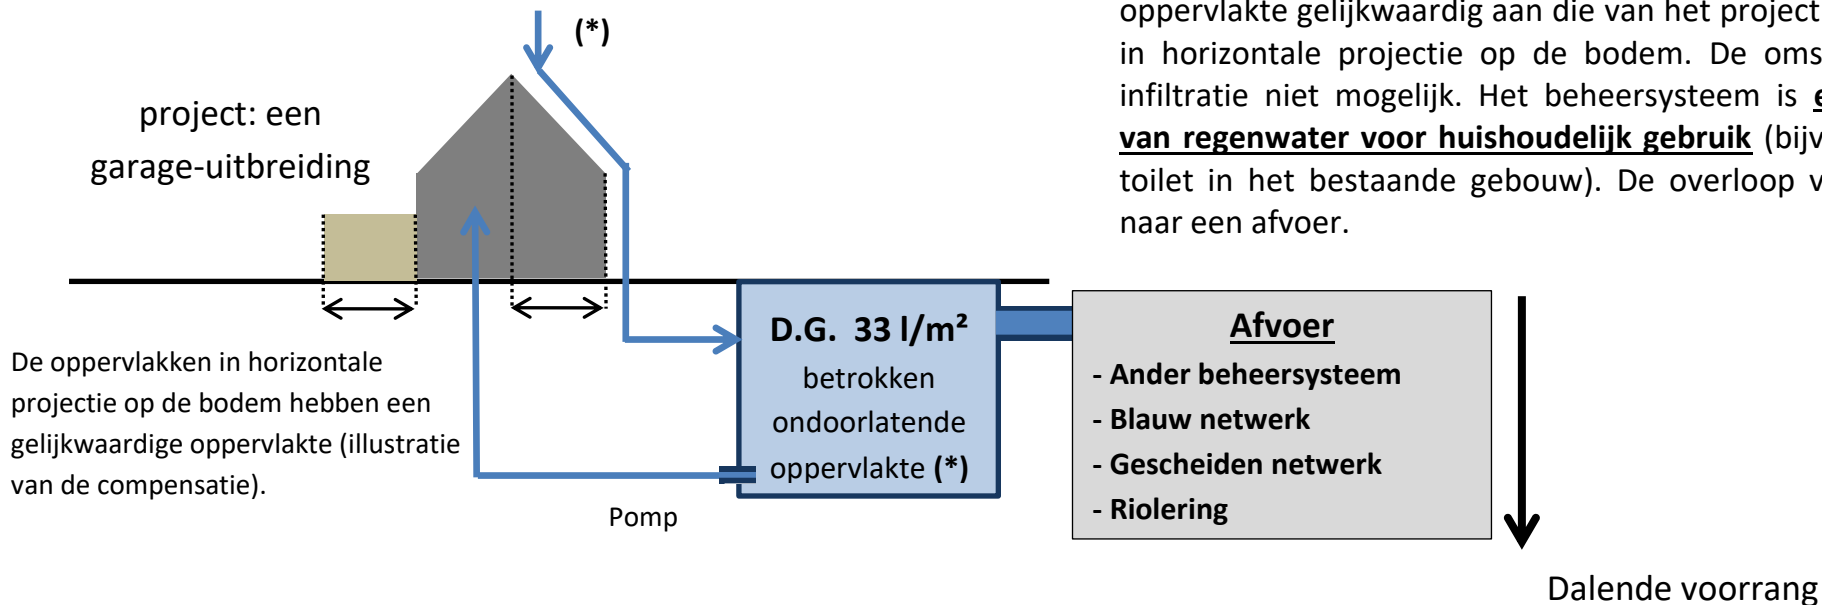 (*)
project: een
garage-uitbreiding
oppervlakte gelijkwaardig aan die van het project
in horizontale projectie op de bodem. De oms
infiltratie niet mogelijk. Het beheersysteem is e
van regenwater voor huishoudelijk gebruik (bijv
toilet in het bestaande gebouw). De overloop v
naar een afvoer.
De oppervlakken in horizontale
projectie op de bodem hebben een
gelijkwaardige oppervlakte (illustratie
van de compensatie).
D.G. 33 l/m²
betrokken
ondoorlatende
oppervlakte (*)
Pomp
Afvoer
- Ander beheersysteem
- Blauw netwerk
- Gescheiden netwerk
- Riolering
Dalende voorrang